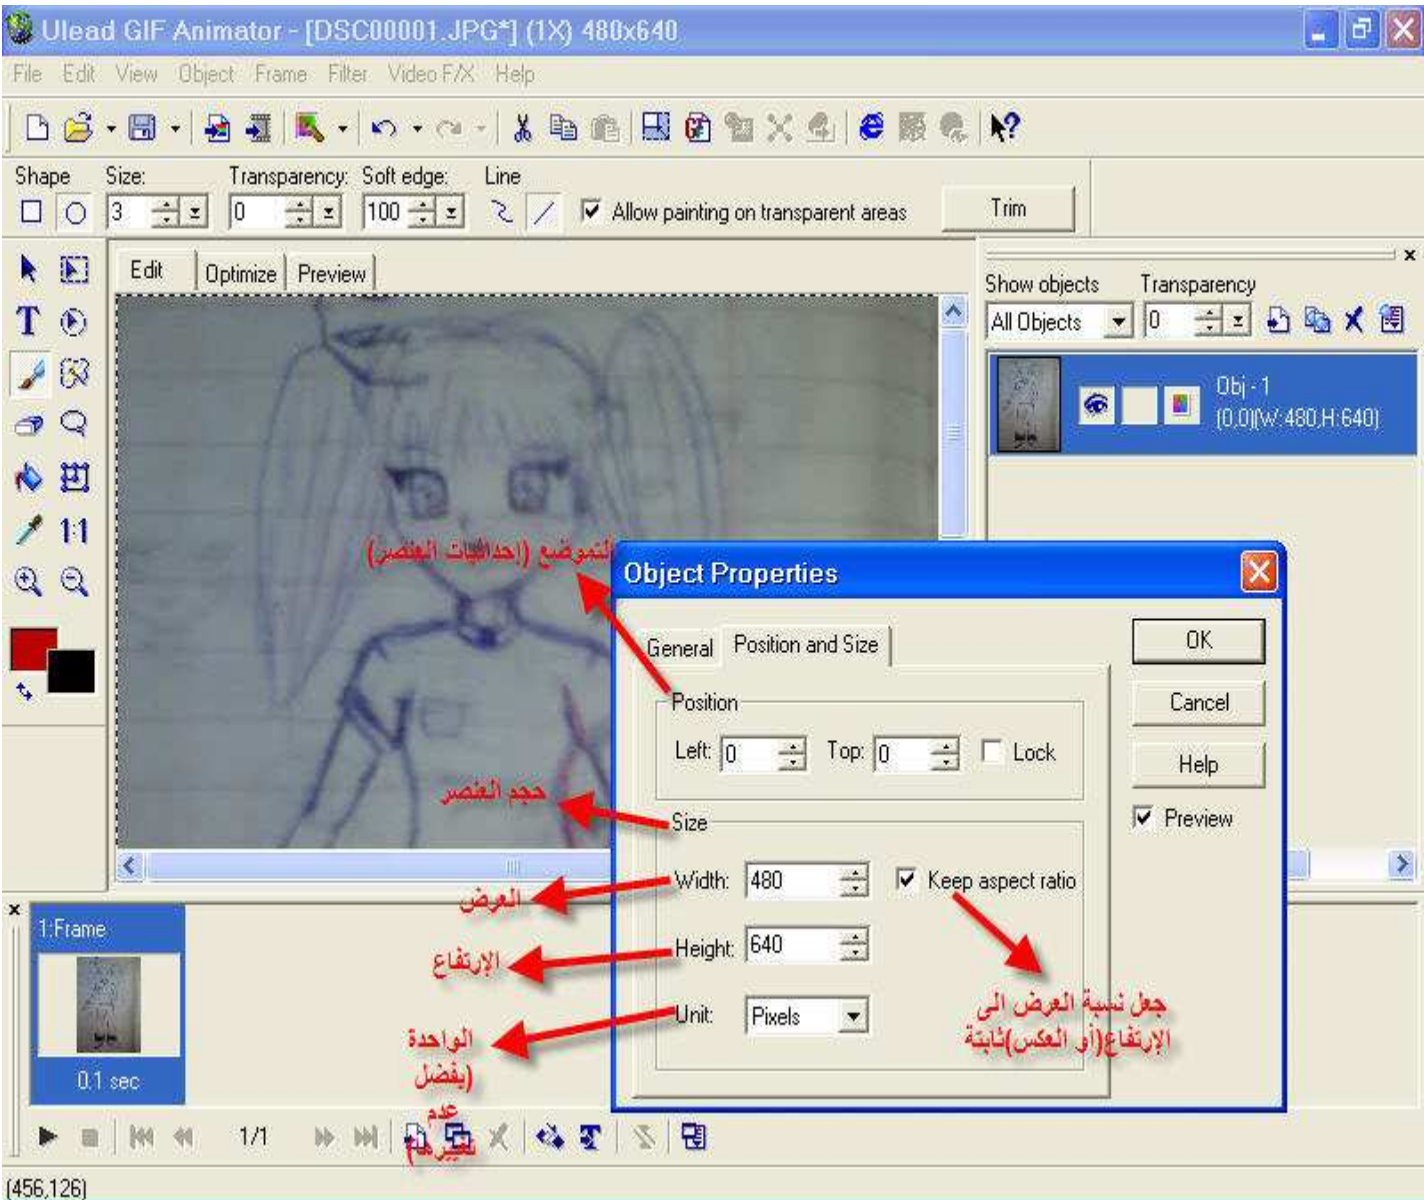 Ulead GIF Animator - [DSC00001.JPG*] (1X) 480x640
File Edit View Object Frame Filter Video F/X Help
Shape Size: Transparency: Soft edge: Line
3 0 100 Allow painting on transparent areas Trim
Edit Optimize Preview
Show objects Transparency
All Objects 0
T
1:1
Obj - 1
(0,0)(W:480,H:640)
التموضع (إحداثيات العنصر)
Object Properties
General Position and Size
OK
Cancel
Help
Preview
Position
Left: 0 Top: 0 Lock
حجم العنصر
Size
Width: 480 Keep aspect ratio
العرض
Height: 640
الإرتفاع
Unit: Pixels
جعل نسبة العرض الى
الإرتفاع(أو العكس)ثابتة
الواحدة
(يفضل
عدم
تغييرها)
1:Frame
0.1 sec
1/1
(456,126)